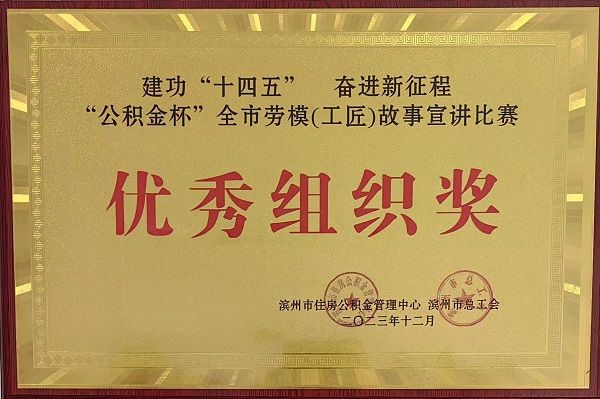 建功“十四五” 奋进新征程
“公积金杯”全市劳模(工匠)故事宣讲比赛
优秀组织奖
滨州市住房公积金管理中心 滨州市总工会
二〇二三年十二月